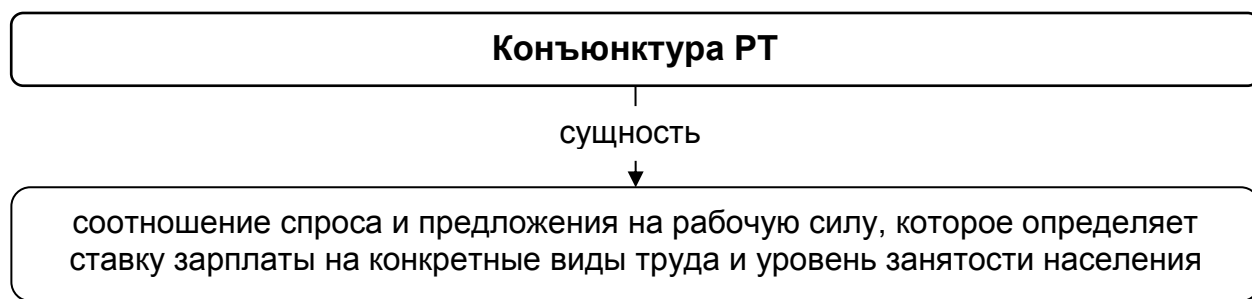 Конъюнктура РТ
сущность
соотношение спроса и предложения на рабочую силу, которое определяет
ставку зарплаты на конкретные виды труда и уровень занятости населения